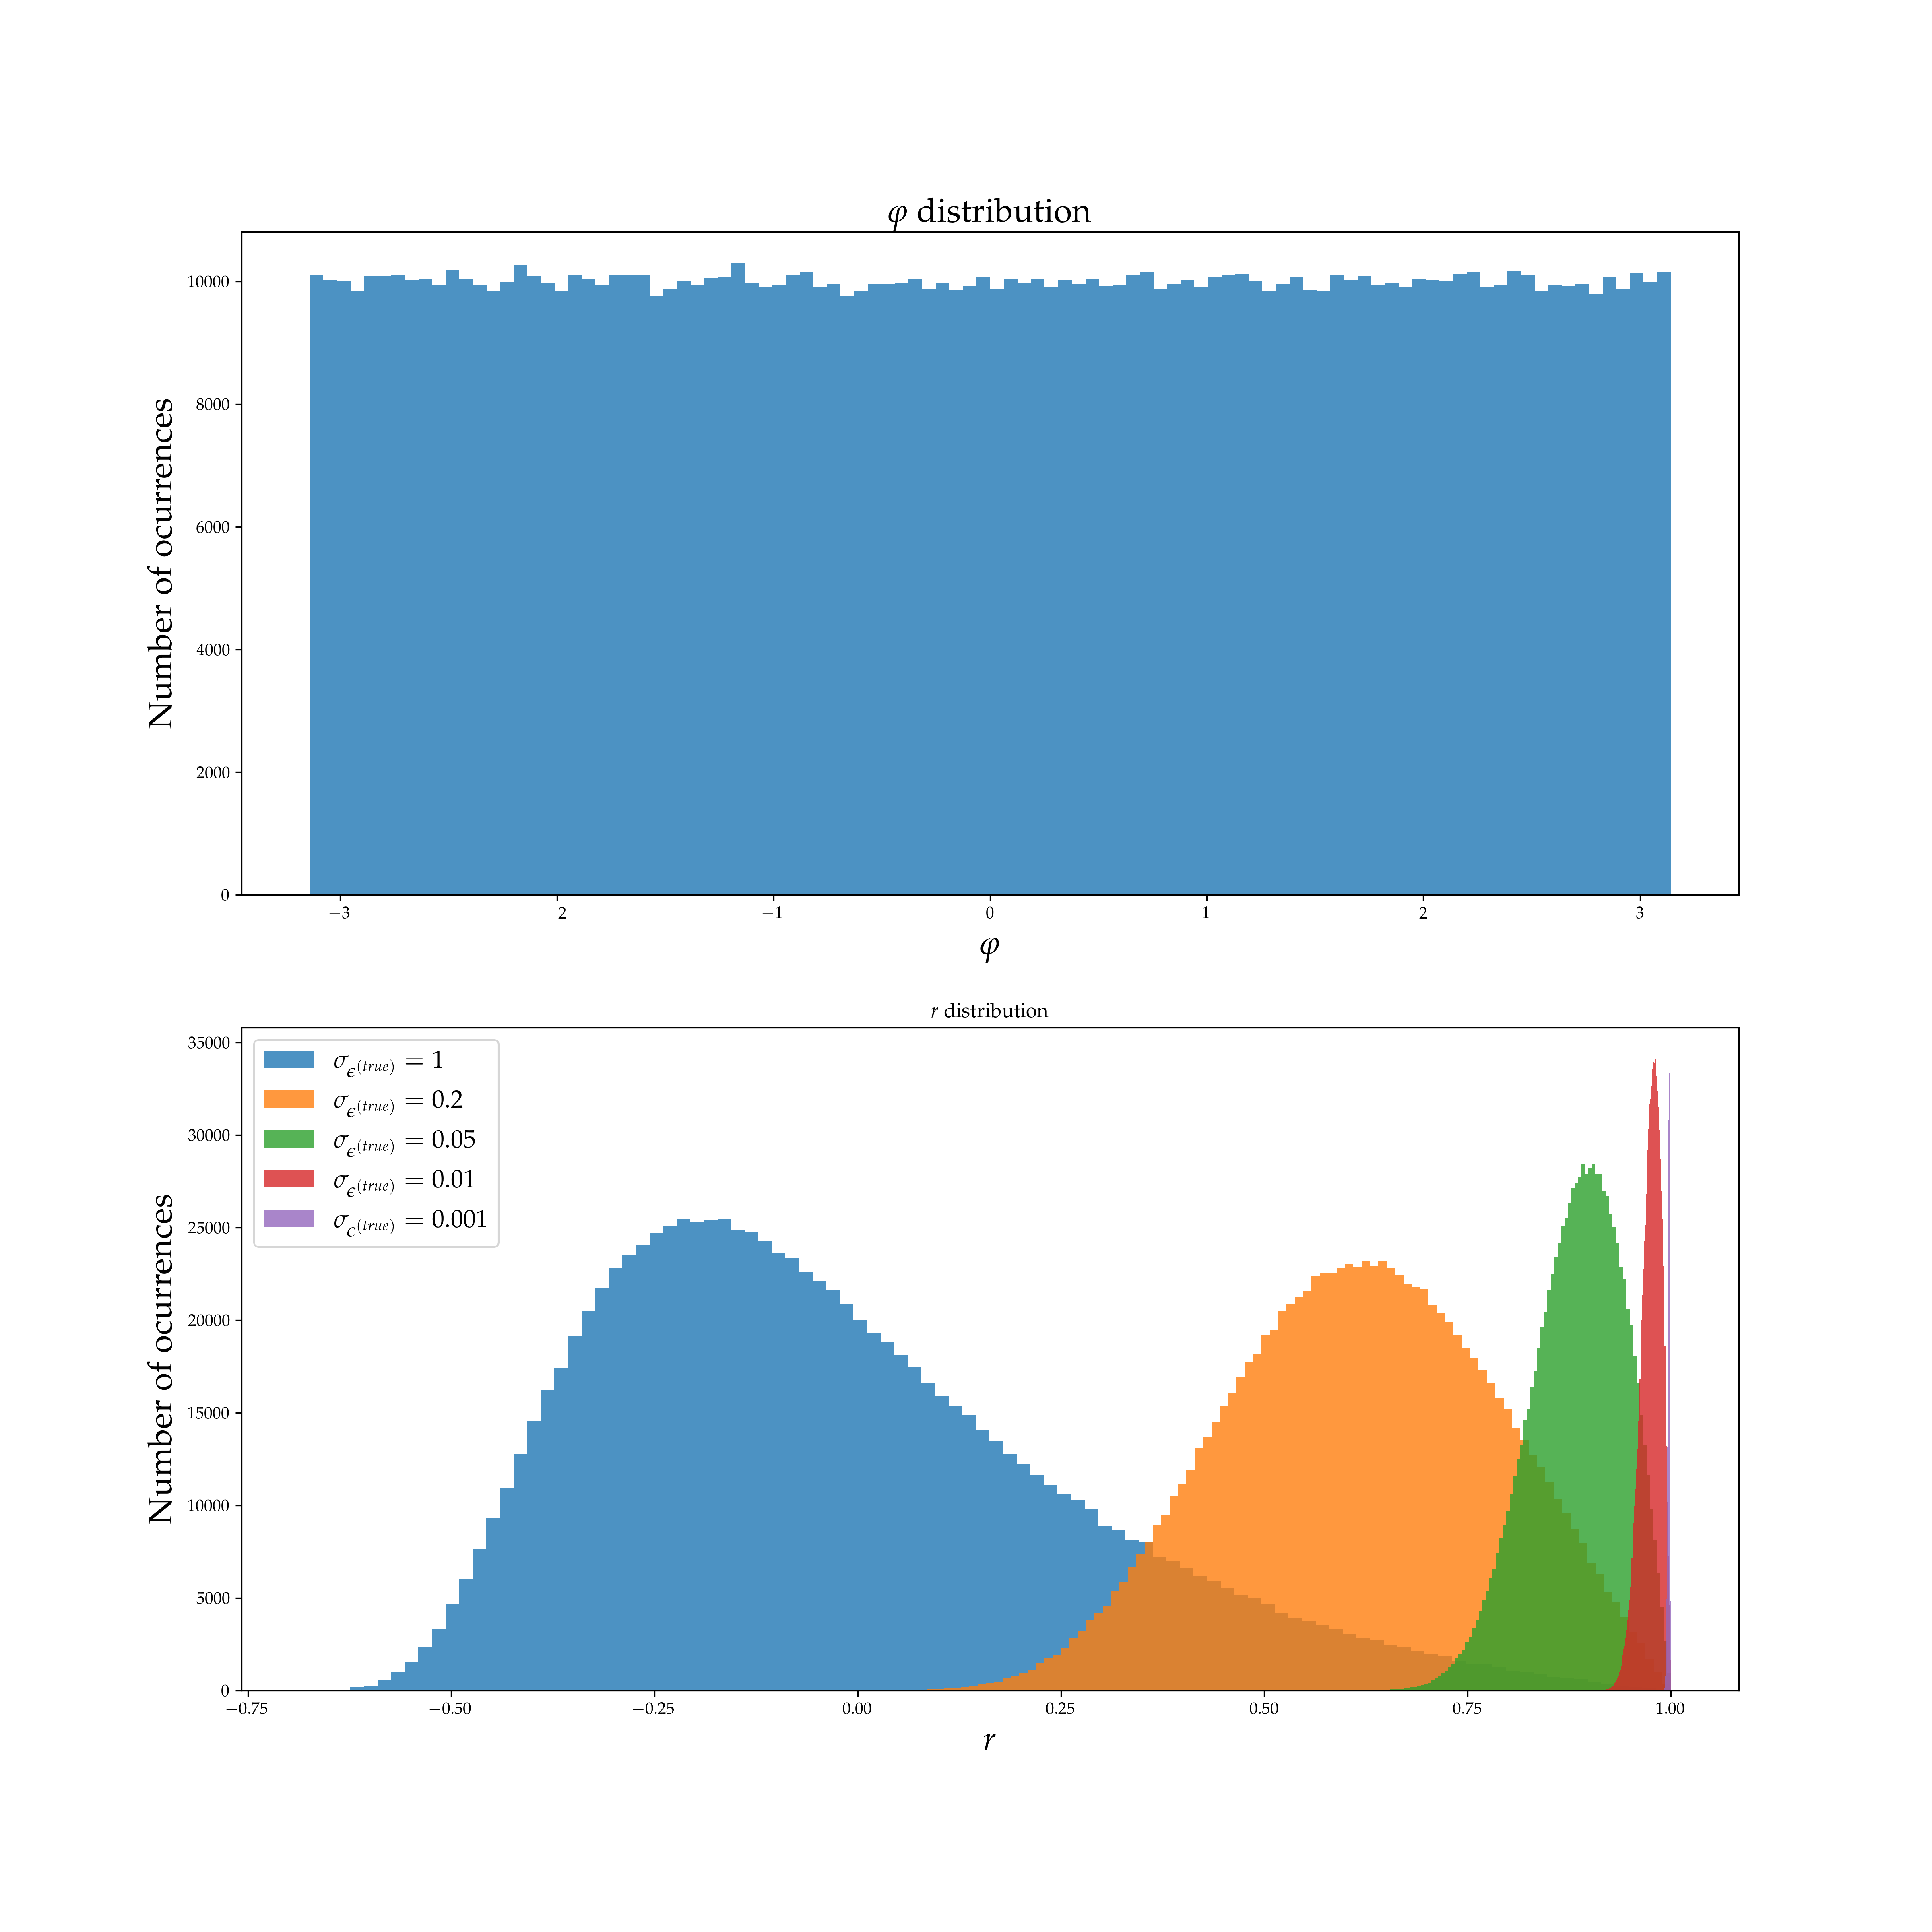 φ distribution
Number of ocurrences
10000
8000
6000
4000
2000
0
−3 −2 −1 0 1 2 3
φ
r distribution
Number of ocurrences
35000
30000
25000
20000
15000
10000
5000
0
σ_ϵ^(true) = 1
σ_ϵ^(true) = 0.2
σ_ϵ^(true) = 0.05
σ_ϵ^(true) = 0.01
σ_ϵ^(true) = 0.001
−0.75 −0.50 −0.25 0.00 0.25 0.50 0.75 1.00
r